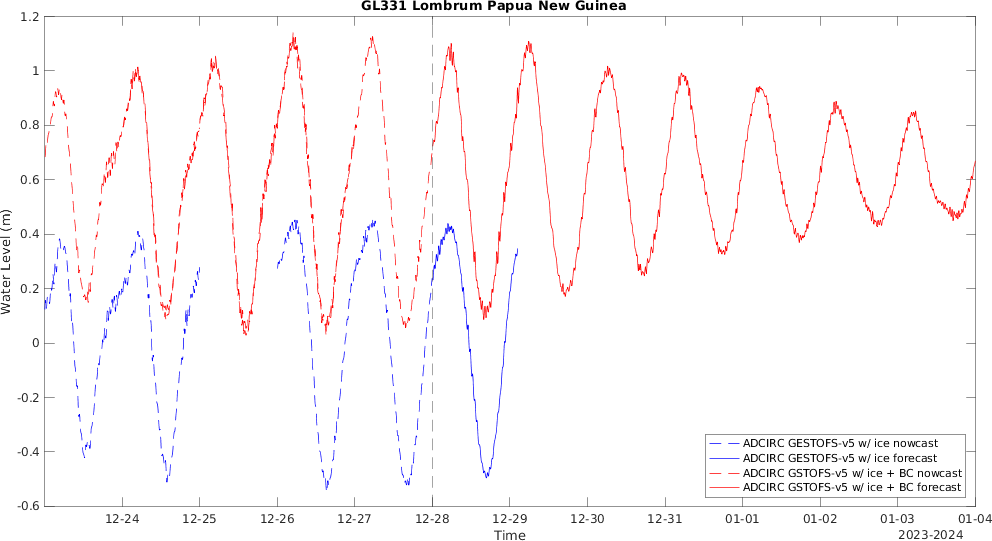 GL331 Lombrum Papua New Guinea
1.2
1
0.8
0.6
0.4
0.2
0
-0.2
-0.4
-0.6
Water Level (m)
ADCIRC GESTOFS-v5 w/ ice nowcast
ADCIRC GESTOFS-v5 w/ ice forecast
ADCIRC GSTOFS-v5 w/ ice + BC nowcast
ADCIRC GSTOFS-v5 w/ ice + BC forecast
12-24 12-25 12-26 12-27 12-28 12-29 12-30 12-31 01-01 01-02 01-03 01-04
Time
2023-2024